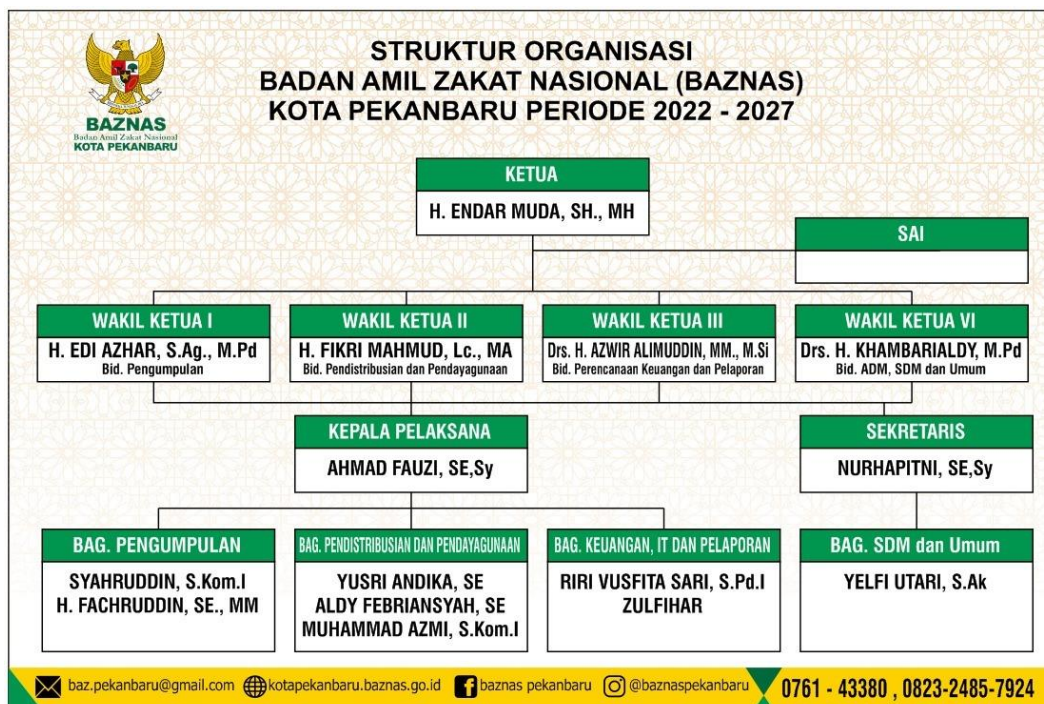 BAZNAS
Badan Amil Zakat Nasional
KOTA PEKANBARU
STRUKTUR ORGANISASI
BADAN AMIL ZAKAT NASIONAL (BAZNAS)
KOTA PEKANBARU PERIODE 2022 - 2027
KETUA
H. ENDAR MUDA, SH., MH
SAI
WAKIL KETUA I
H. EDI AZHAR, S.Ag., M.Pd
Bid. Pengumpulan
WAKIL KETUA II
H. FIKRI MAHMUD, Lc., MA
Bid. Pendistribusian dan Pendayagunaan
WAKIL KETUA III
Drs. H. AZWIR ALIMUDDIN, MM., M.Si
Bid. Perencanaan Keuangan dan Pelaporan
WAKIL KETUA VI
Drs. H. KHAMBARIALDY, M.Pd
Bid. ADM, SDM dan Umum
KEPALA PELAKSANA
AHMAD FAUZI, SE,Sy
SEKRETARIS
NURHAPITNI, SE,Sy
BAG. PENGUMPULAN
SYAHRUDDIN, S.Kom.I
H. FACHRUDDIN, SE., MM
BAG. PENDISTRIBUSIAN DAN PENDAYAGUNAAN
YUSRI ANDIKA, SE
ALDY FEBRIANSYAH, SE
MUHAMMAD AZMI, S.Kom.I
BAG. KEUANGAN, IT DAN PELAPORAN
RIRI VUSFITA SARI, S.Pd.I
ZULFIHAR
BAG. SDM dan Umum
YELFI UTARI, S.Ak
baz.pekanbaru@gmail.com kotapekanbaru.baznas.go.id baznas pekanbaru @baznaspekanbaru 0761 - 43380 , 0823-2485-7924